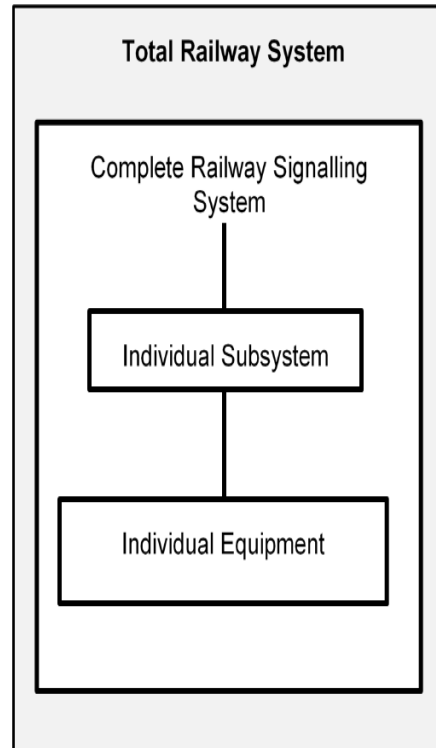 Total Railway System
Complete Railway Signalling
System
Individual Subsystem
Individual Equipment